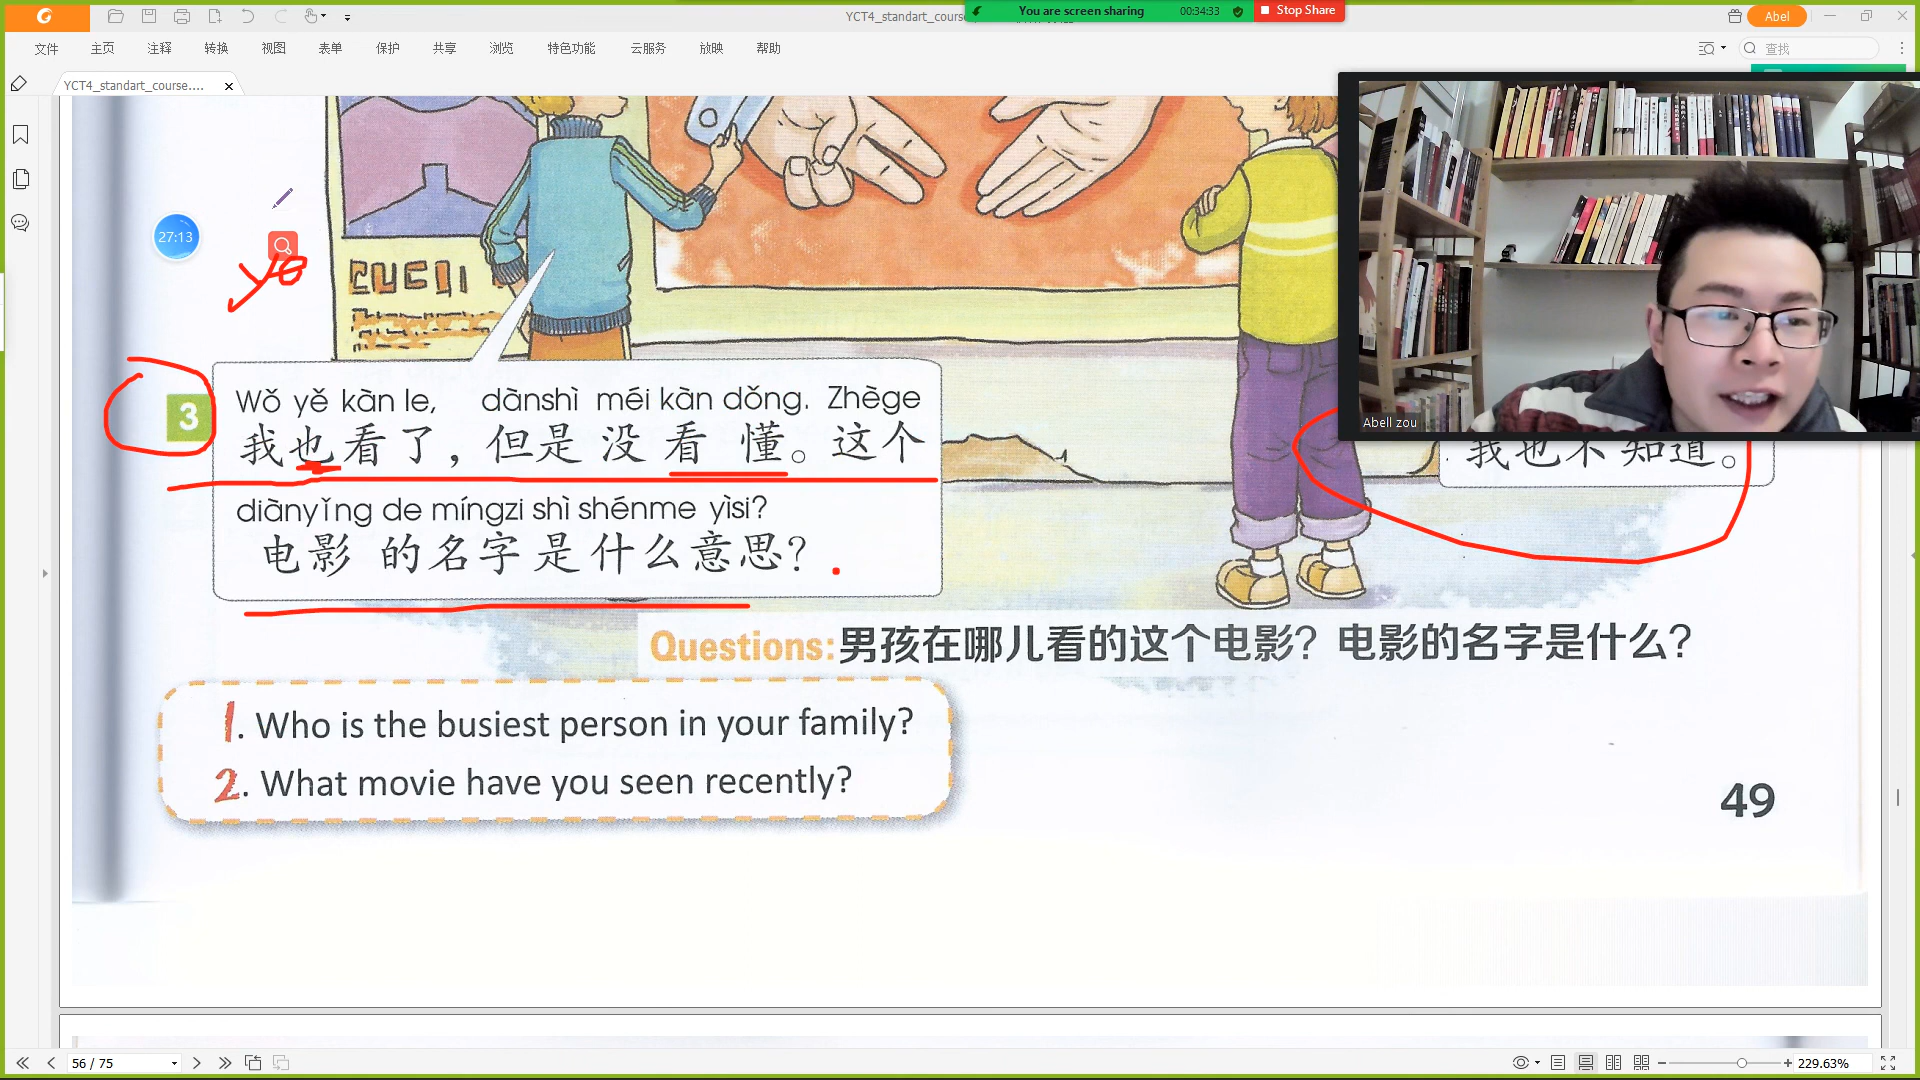 YCT4_standart_course
You are screen sharing
00:34:33
Stop Share
Abel
文件 主页 注释 转换 视图 表单 保护 共享 浏览 特色功能 云服务 放映 帮助
查找
YCT4_standart_course....
27:13
ye
Abell zou
3
Wǒ yě kàn le, dànshì méi kàn dǒng. Zhège
我也看了，但是没看懂。这个
diànyǐng de míngzi shì shénme yìsi?
电影的名字是什么意思？
我也不知道。
Questions:男孩在哪儿看的这个电影？电影的名字是什么？
1. Who is the busiest person in your family?
2. What movie have you seen recently?
49
56 / 75
229.63%